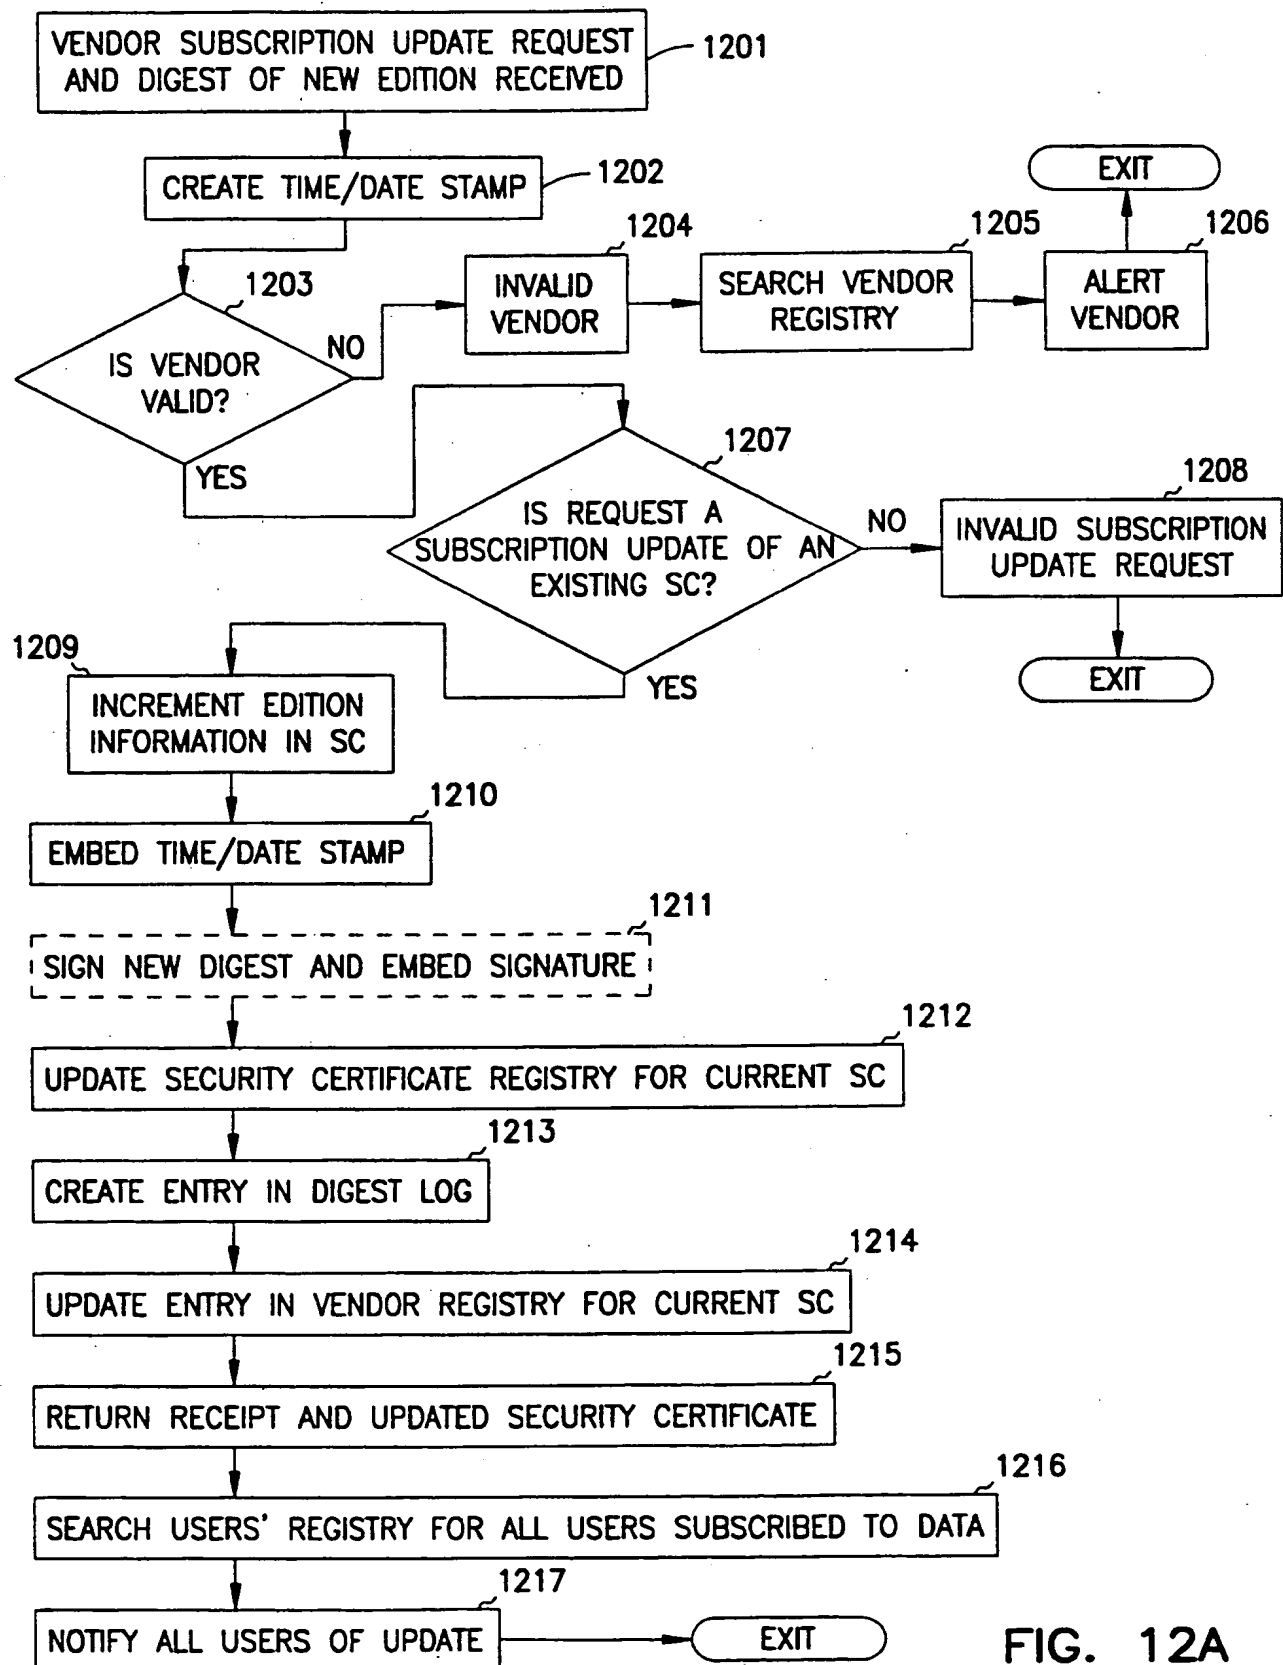 VENDOR SUBSCRIPTION UPDATE REQUEST
AND DIGEST OF NEW EDITION RECEIVED
1201
CREATE TIME/DATE STAMP
1202
EXIT
1203
IS VENDOR
VALID?
NO
YES
1204
INVALID
VENDOR
1205
SEARCH VENDOR
REGISTRY
1206
ALERT
VENDOR
1207
IS REQUEST A
SUBSCRIPTION UPDATE OF AN
EXISTING SC?
NO
YES
1208
INVALID SUBSCRIPTION
UPDATE REQUEST
EXIT
1209
INCREMENT EDITION
INFORMATION IN SC
1210
EMBED TIME/DATE STAMP
1211
SIGN NEW DIGEST AND EMBED SIGNATURE
1212
UPDATE SECURITY CERTIFICATE REGISTRY FOR CURRENT SC
1213
CREATE ENTRY IN DIGEST LOG
1214
UPDATE ENTRY IN VENDOR REGISTRY FOR CURRENT SC
1215
RETURN RECEIPT AND UPDATED SECURITY CERTIFICATE
1216
SEARCH USERS' REGISTRY FOR ALL USERS SUBSCRIBED TO DATA
1217
NOTIFY ALL USERS OF UPDATE
EXIT
FIG. 12A